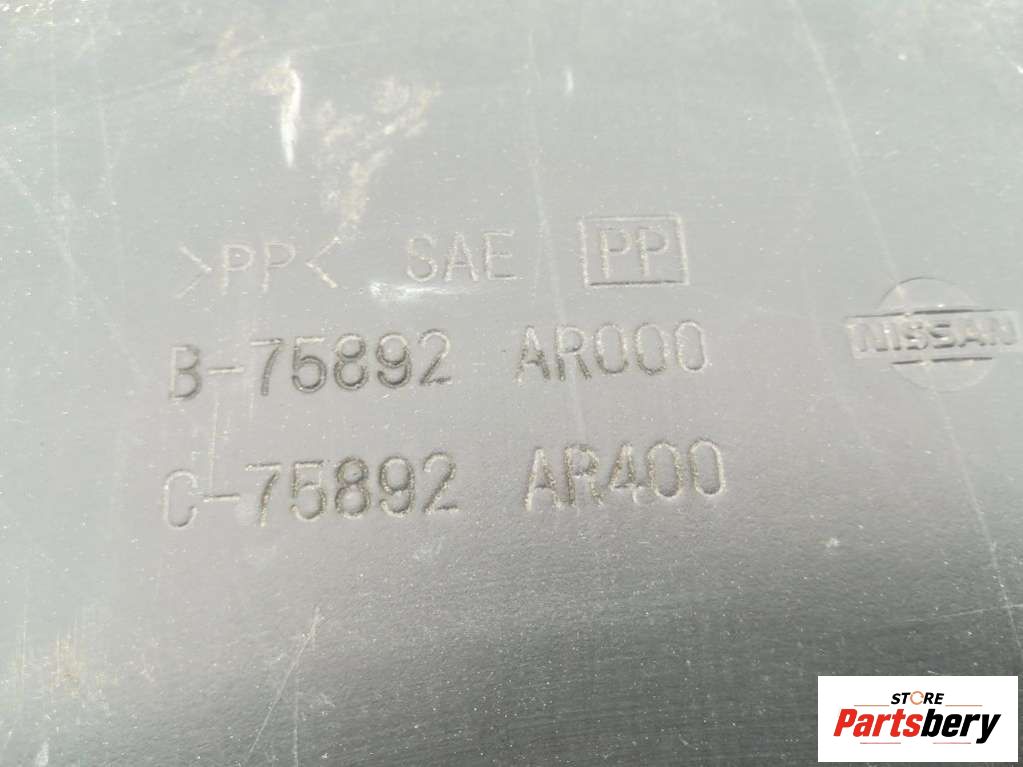 >PP< SAE PP
NISSAN
B-75892 AR000
C-75892 AR400
STORE
Partsbery